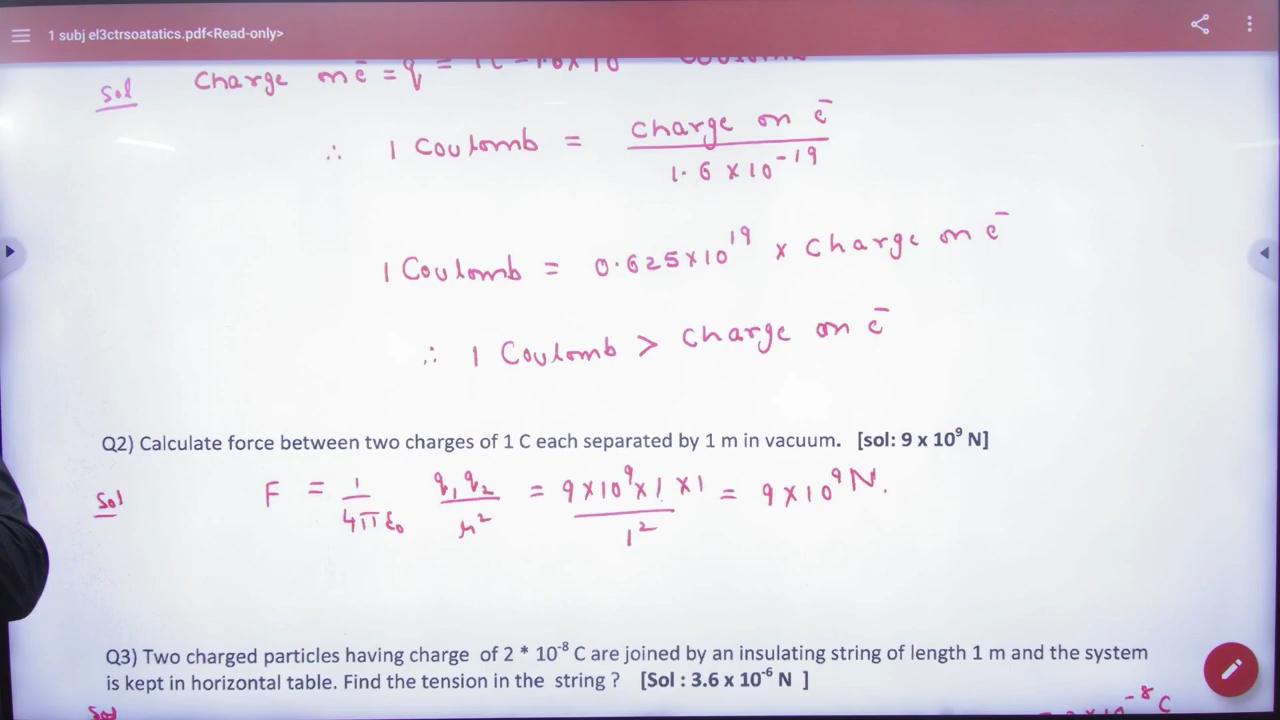 1 subj el3ctrsoatatics.pdf<Read-only>
Sol Charge on e̅ = q =
∴ 1 Coulomb = charge on e̅ / 1.6 × 10⁻¹⁹
1 Coulomb = 0.625×10¹⁹ × Charge on e̅
∴ 1 Coulomb > Charge on e̅
Q2) Calculate force between two charges of 1 C each separated by 1 m in vacuum. [sol: 9 x 10⁹ N]
Sol F = 1/4πε₀ q₁q₂/r² = 9×10⁹×1×1/1² = 9×10⁹ N.
Q3) Two charged particles having charge of 2 * 10⁻⁸ C are joined by an insulating string of length 1 m and the system
is kept in horizontal table. Find the tension in the string ? [Sol : 3.6 x 10⁻⁶ N ]
Sol ⁻⁸ C